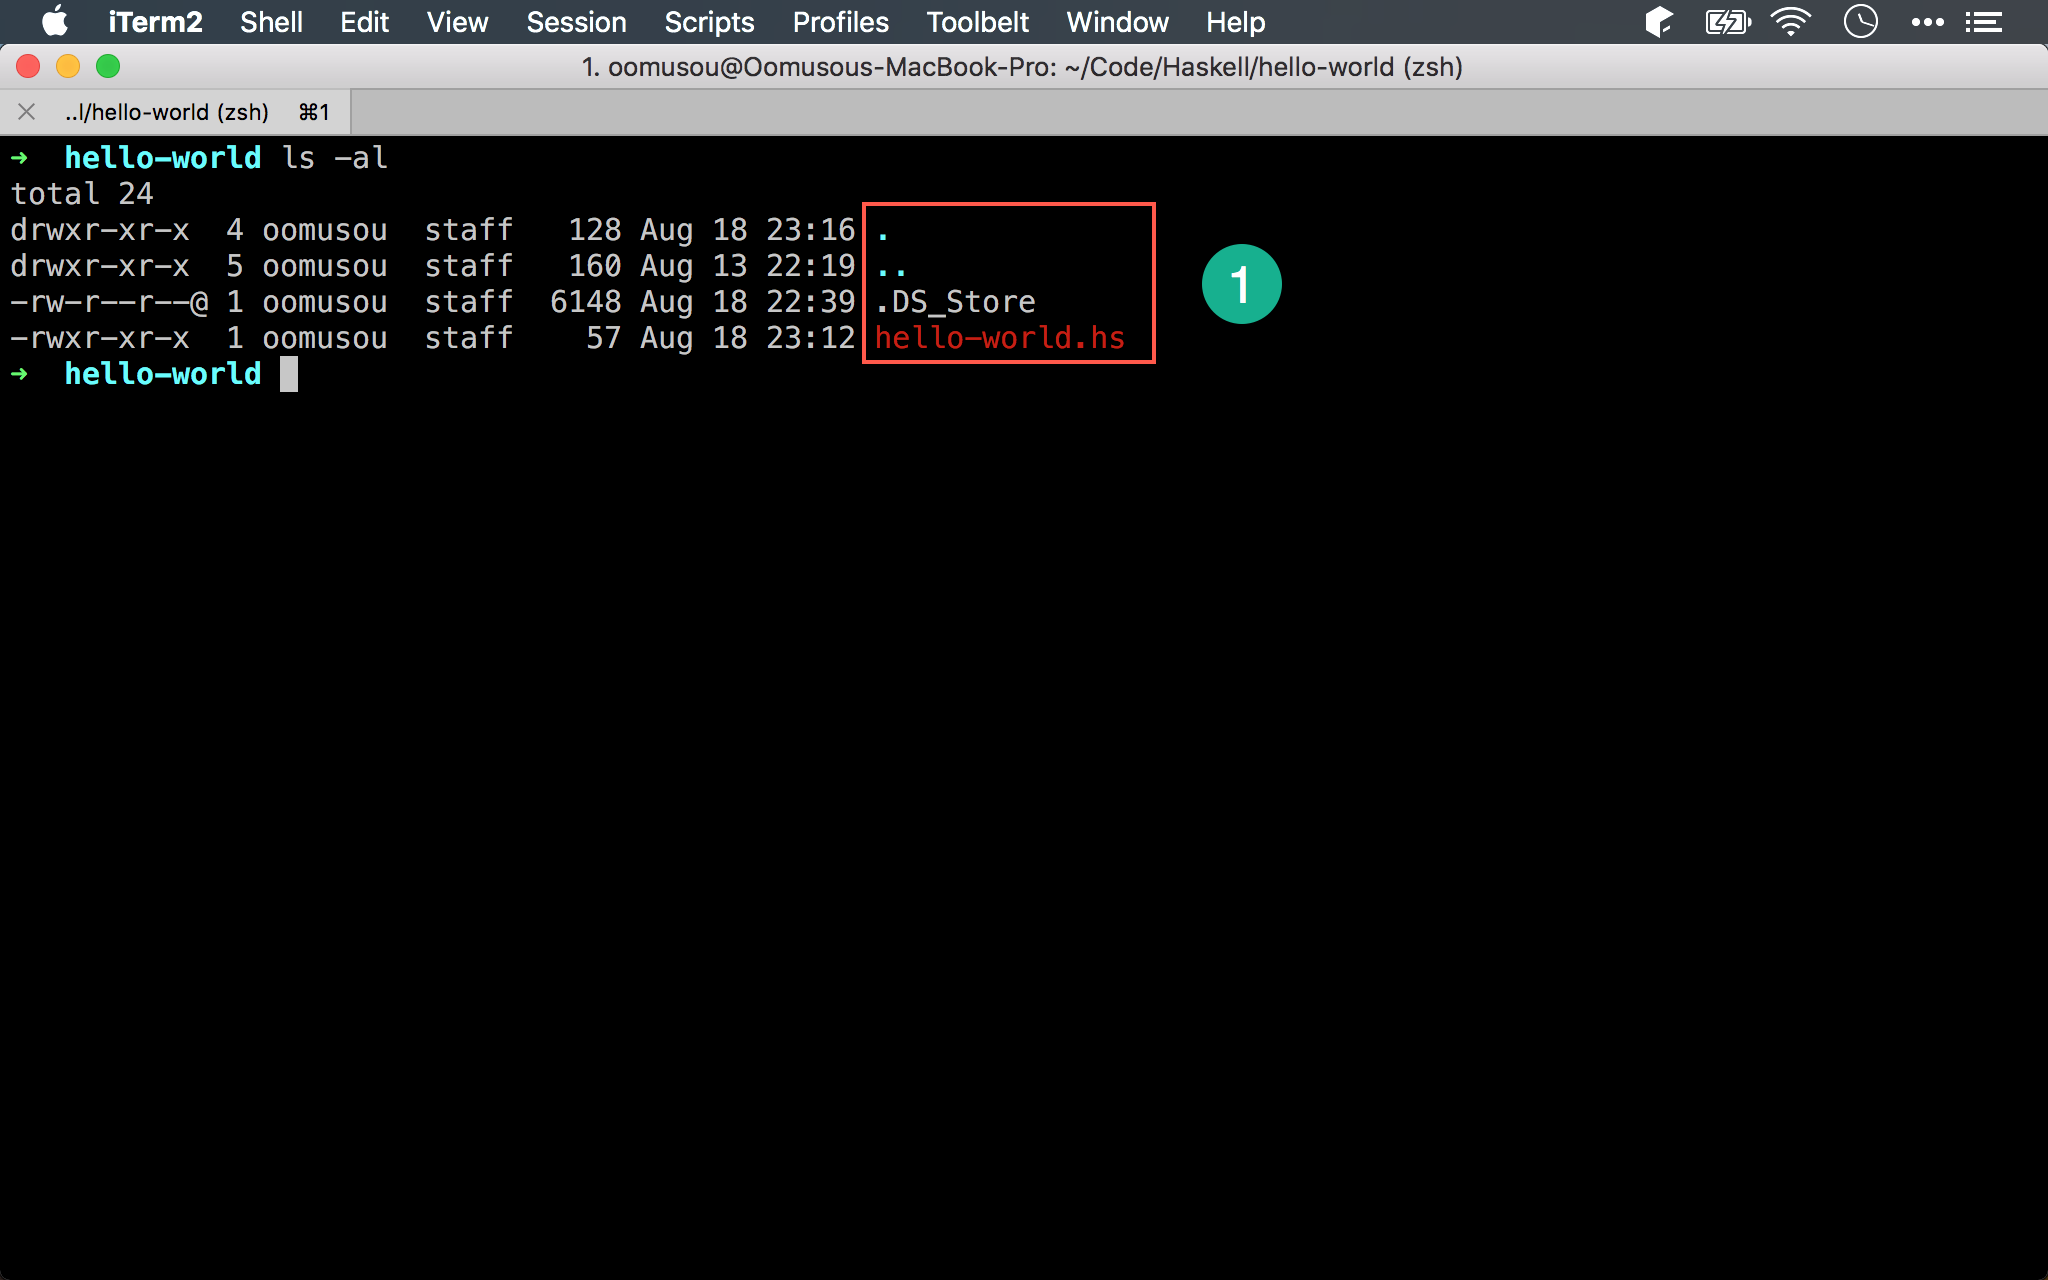 iTerm2 Shell Edit View Session Scripts Profiles Toolbelt Window Help
1. oomusou@Oomusous-MacBook-Pro: ~/Code/Haskell/hello-world (zsh)
..l/hello-world (zsh) ⌘1
➜ hello-world ls -al
total 24
drwxr-xr-x 4 oomusou staff 128 Aug 18 23:16 .
drwxr-xr-x 5 oomusou staff 160 Aug 13 22:19 ..
-rw-r--r--@ 1 oomusou staff 6148 Aug 18 22:39 .DS_Store
-rwxr-xr-x 1 oomusou staff 57 Aug 18 23:12 hello-world.hs
1
➜ hello-world